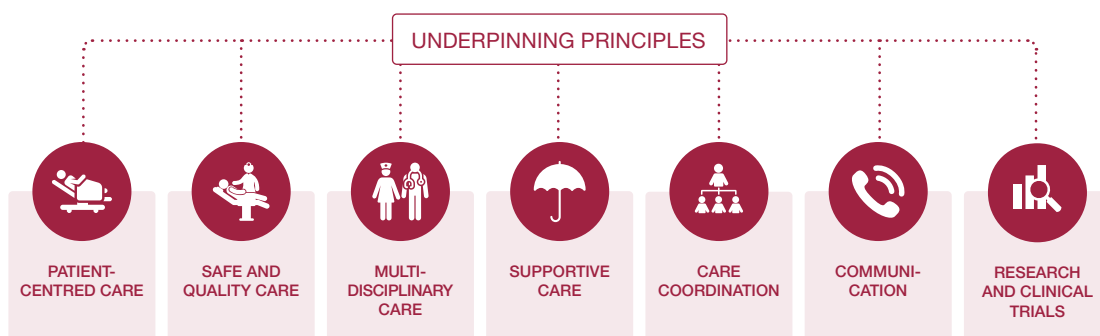 UNDERPINNING PRINCIPLES
PATIENT-
CENTRED CARE
SAFE AND
QUALITY CARE
MULTI-
DISCIPLINARY
CARE
SUPPORTIVE
CARE
CARE
COORDINATION
COMMUNI-
CATION
RESEARCH
AND CLINICAL
TRIALS